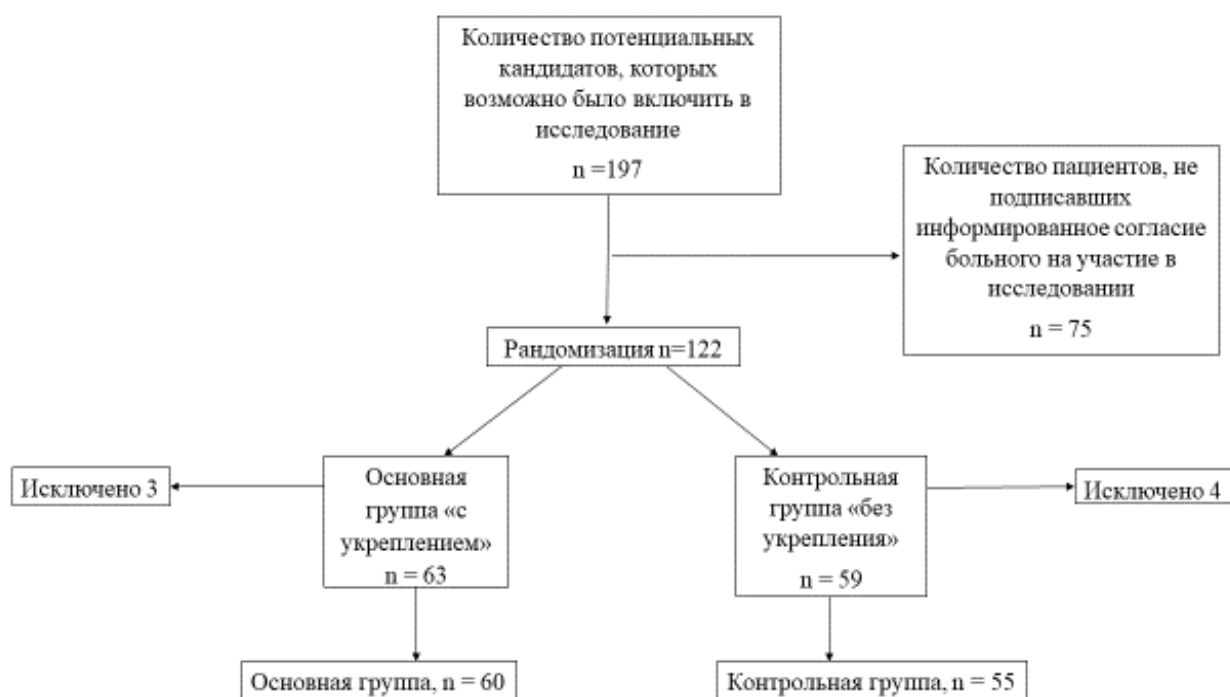 Количество потенциальных
кандидатов, которых
возможно было включить в
исследование
n =197
Количество пациентов, не
подписавших
информированное согласие
больного на участие в
исследовании
n = 75
Рандомизация n=122
Исключено 3
Основная
группа «с
укреплением»
n = 63
Контрольная
группа «без
укрепления»
n = 59
Исключено 4
Основная группа, n = 60
Контрольная группа, n = 55